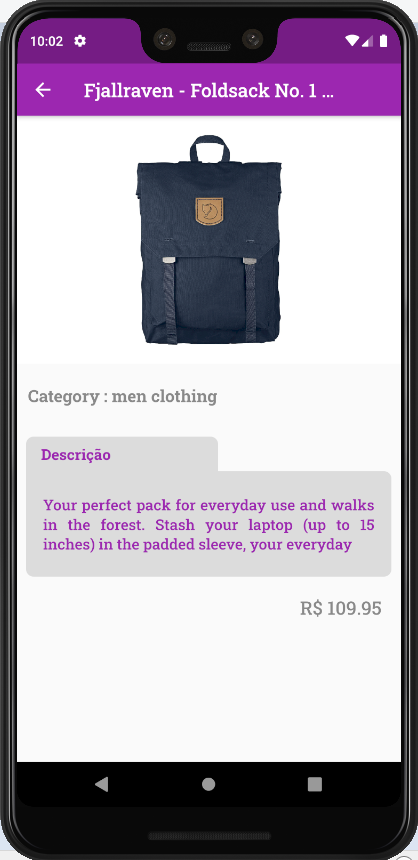 10:02
Fjallraven - Foldsack No. 1 ...
Category : men clothing
Descrição
Your perfect pack for everyday use and walks
in the forest. Stash your laptop (up to 15
inches) in the padded sleeve, your everyday
R$ 109.95